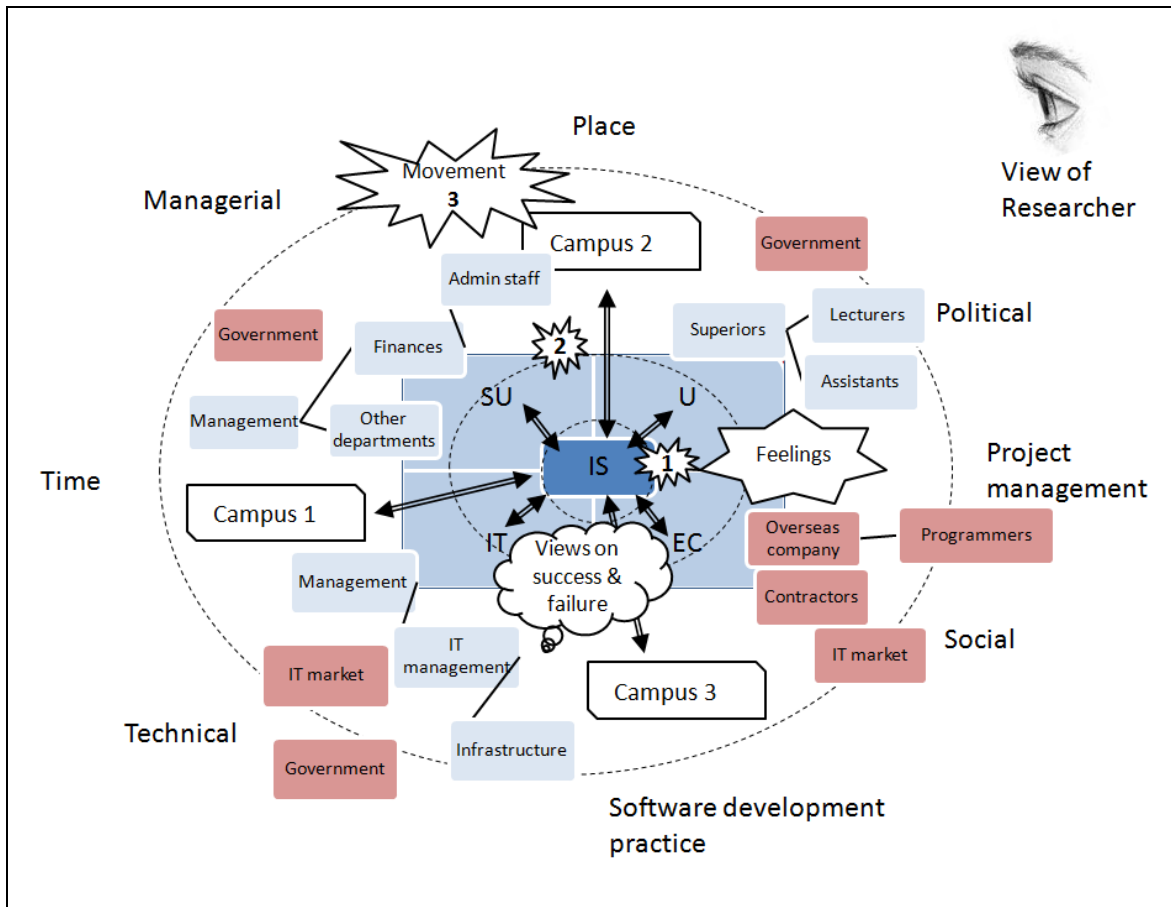 Place
View of
Researcher
Managerial
Movement
3
Campus 2
Government
Admin staff
Political
Lecturers
Superiors
Government
Finances
2
Assistants
Management
Other
departments
SU
U
Feelings
Project
management
IS
1
Time
Campus 1
Overseas
company
Programmers
IT
Views on
success &
failure
EC
Management
Contractors
Social
IT
management
IT market
IT market
Campus 3
Technical
Infrastructure
Government
Software development
practice